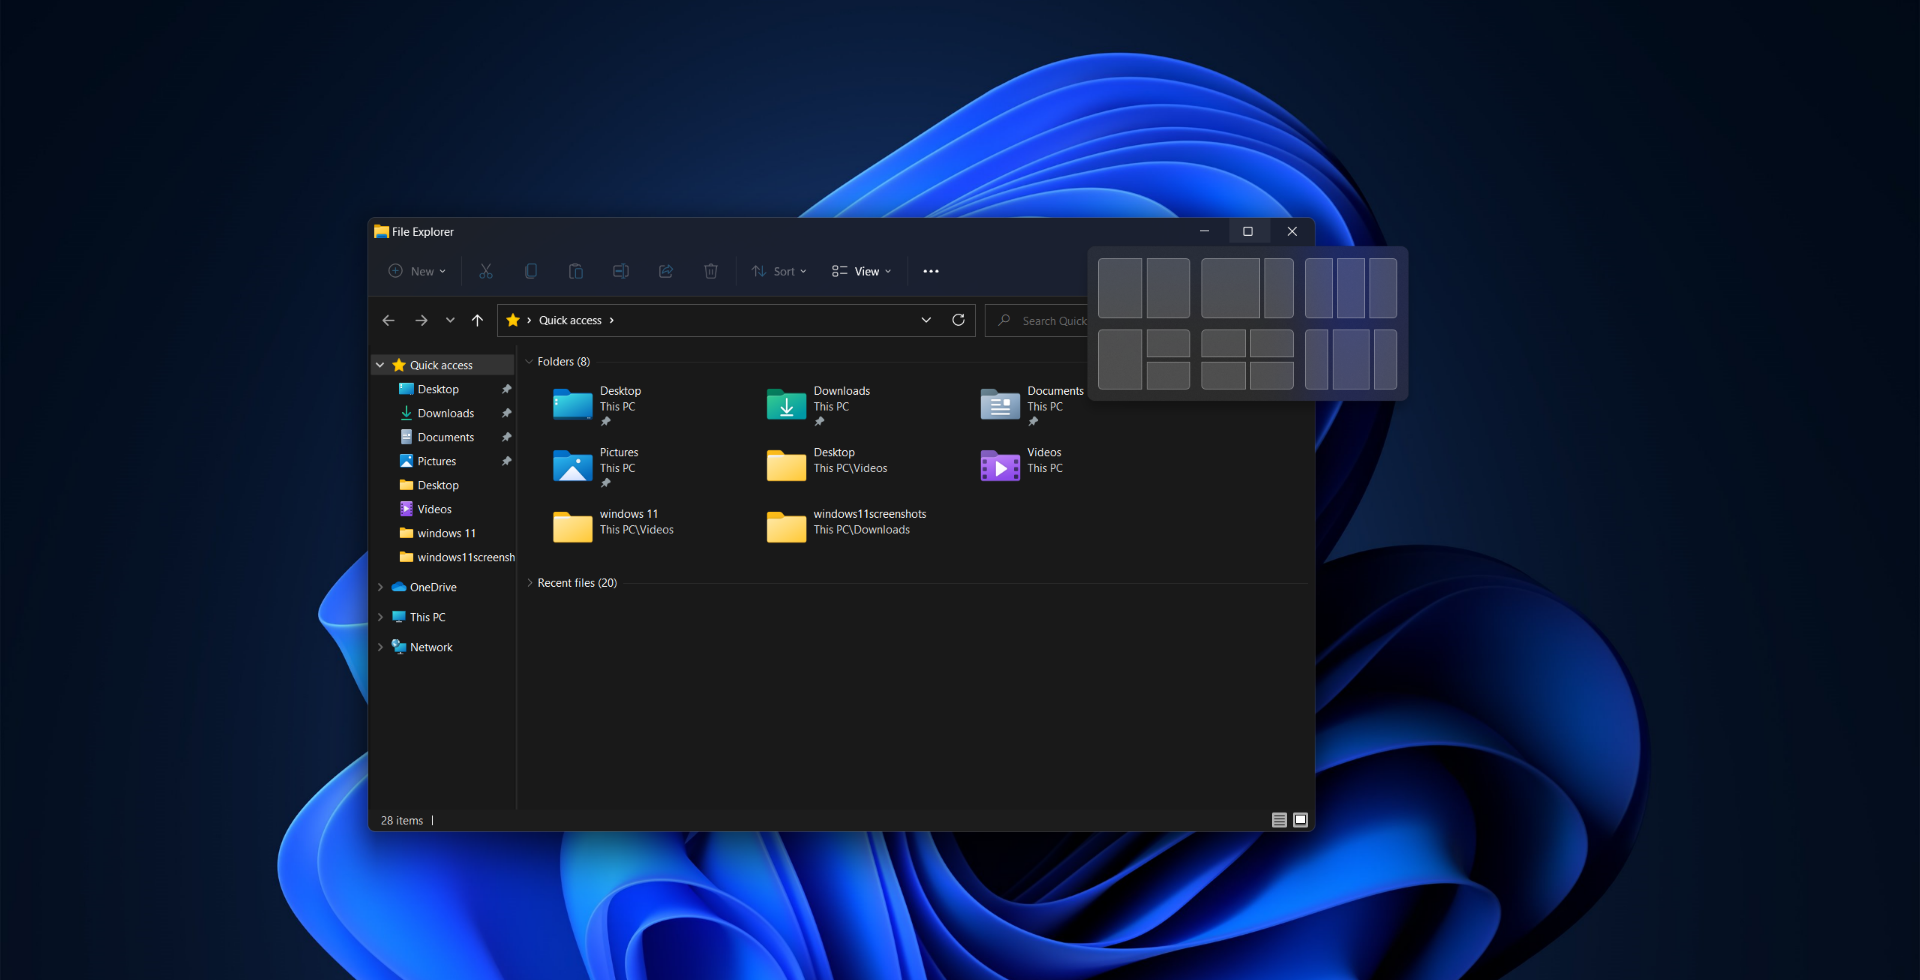 File Explorer
New
Sort
View
Quick access
Search Quick
Quick access
Desktop
Downloads
Documents
Pictures
Desktop
Videos
windows 11
windows11screensh
OneDrive
This PC
Network
Folders (8)
Desktop
This PC
Downloads
This PC
Documents
This PC
Pictures
This PC
Desktop
This PC\Videos
Videos
This PC
windows 11
This PC\Videos
windows11screenshots
This PC\Downloads
Recent files (20)
28 items